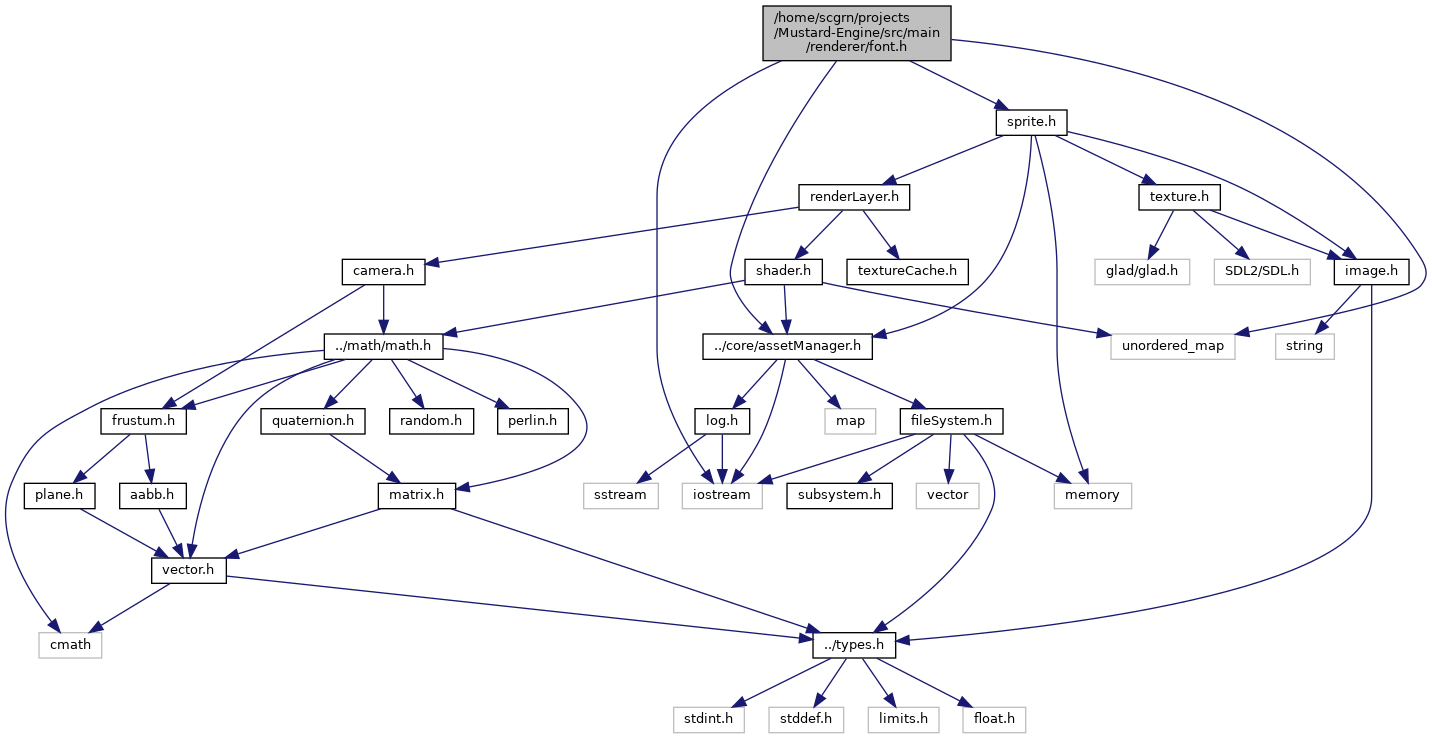 /home/scgrn/projects
/Mustard-Engine/src/main
/renderer/font.h
sprite.h
renderLayer.h
texture.h
camera.h
shader.h
textureCache.h
glad/glad.h
SDL2/SDL.h
image.h
../math/math.h
../core/assetManager.h
unordered_map
string
frustum.h
quaternion.h
random.h
perlin.h
log.h
map
fileSystem.h
plane.h
aabb.h
matrix.h
sstream
iostream
subsystem.h
vector
memory
vector.h
cmath
../types.h
stdint.h
stddef.h
limits.h
float.h